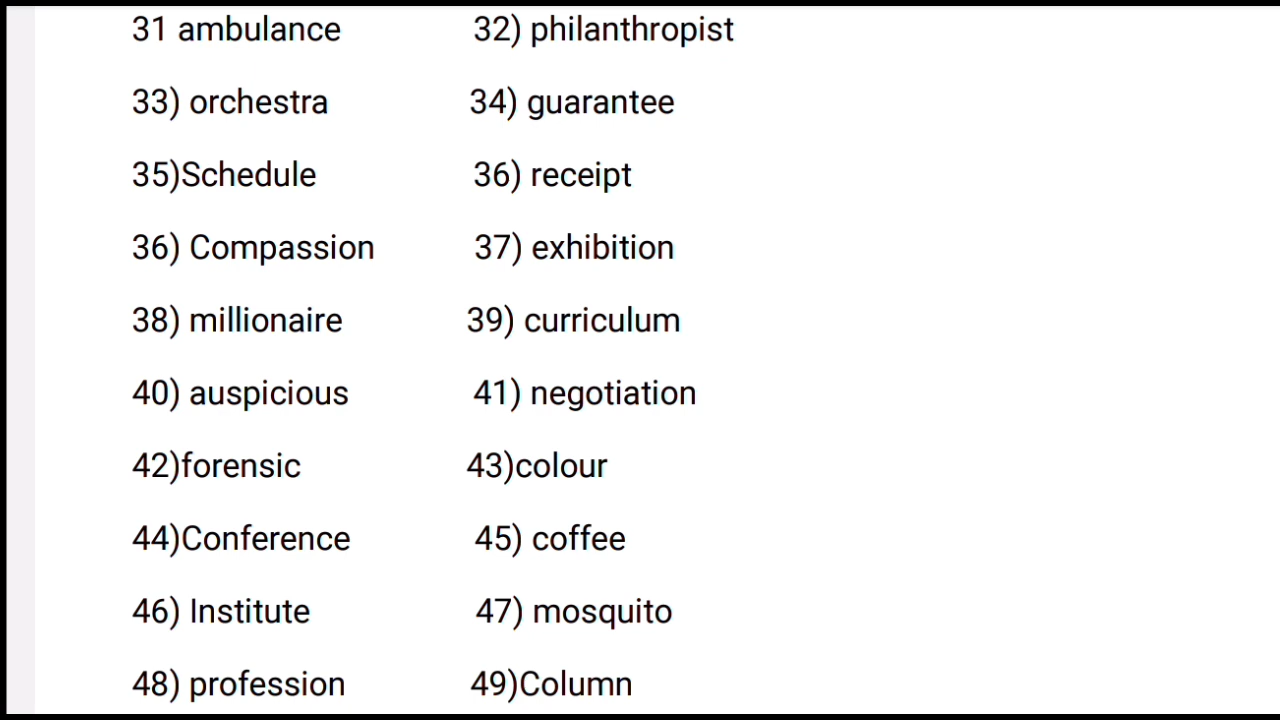 31 ambulance 32) philanthropist
33) orchestra 34) guarantee
35)Schedule 36) receipt
36) Compassion 37) exhibition
38) millionaire 39) curriculum
40) auspicious 41) negotiation
42)forensic 43)colour
44)Conference 45) coffee
46) Institute 47) mosquito
48) profession 49)Column